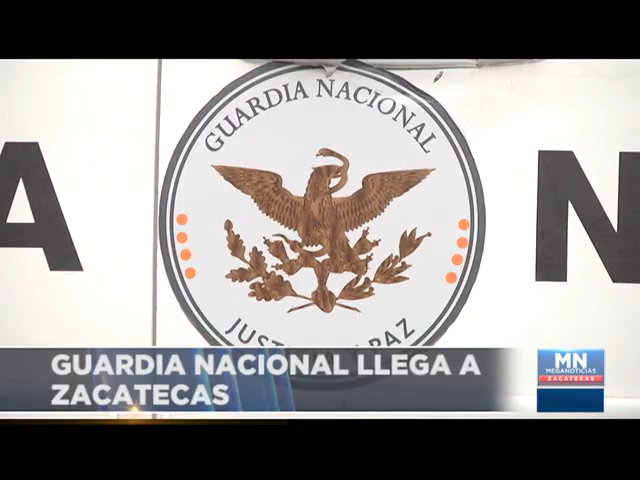 GUARDIA NACIONAL
A
N
JUSTICIA Y PAZ
GUARDIA NACIONAL LLEGA A
ZACATECAS
MN
MEGANOTICIAS
ZACATECAS